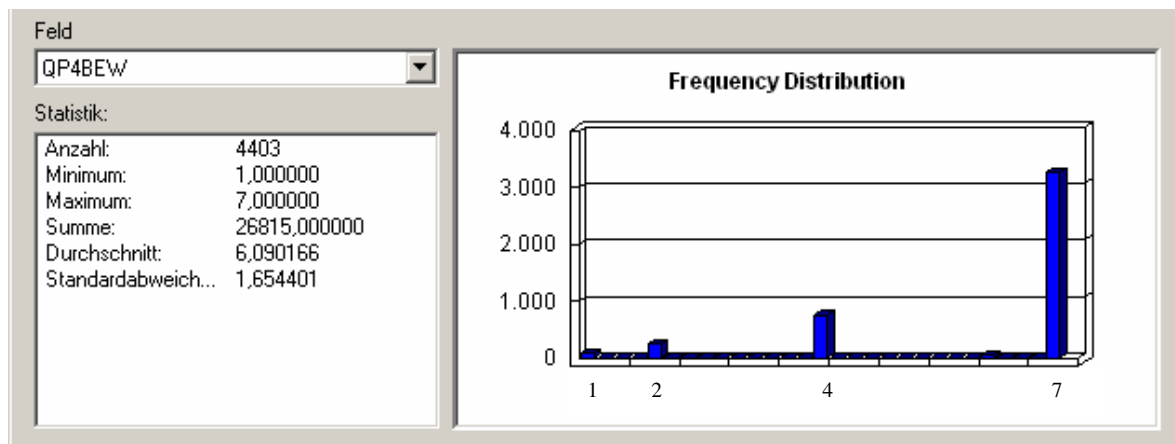 Feld
QP4BEW
Statistik:
Anzahl: 4403
Minimum: 1,000000
Maximum: 7,000000
Summe: 26815,000000
Durchschnitt: 6,090166
Standardabweich... 1,654401
Frequency Distribution
4.000
3.000
2.000
1.000
0
1 2 4 7